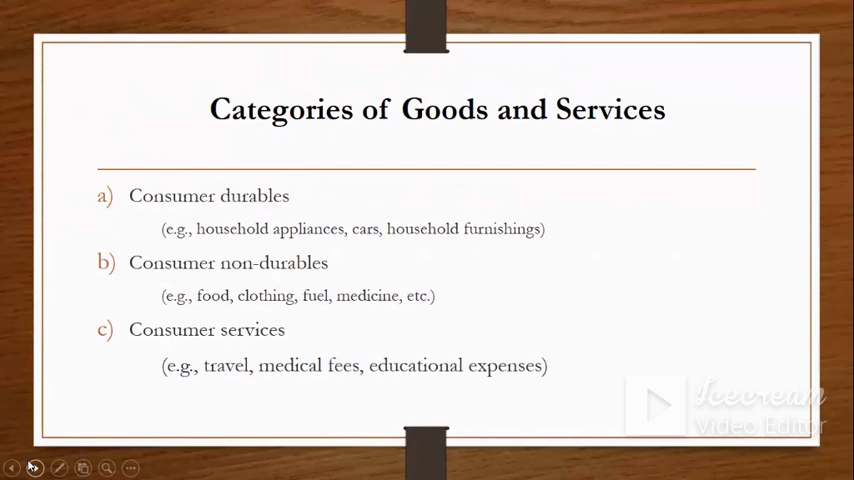 Categories of Goods and Services
a) Consumer durables
(e.g., household appliances, cars, household furnishings)
b) Consumer non-durables
(e.g., food, clothing, fuel, medicine, etc.)
c) Consumer services
(e.g., travel, medical fees, educational expenses)
Icecream
Video Editor